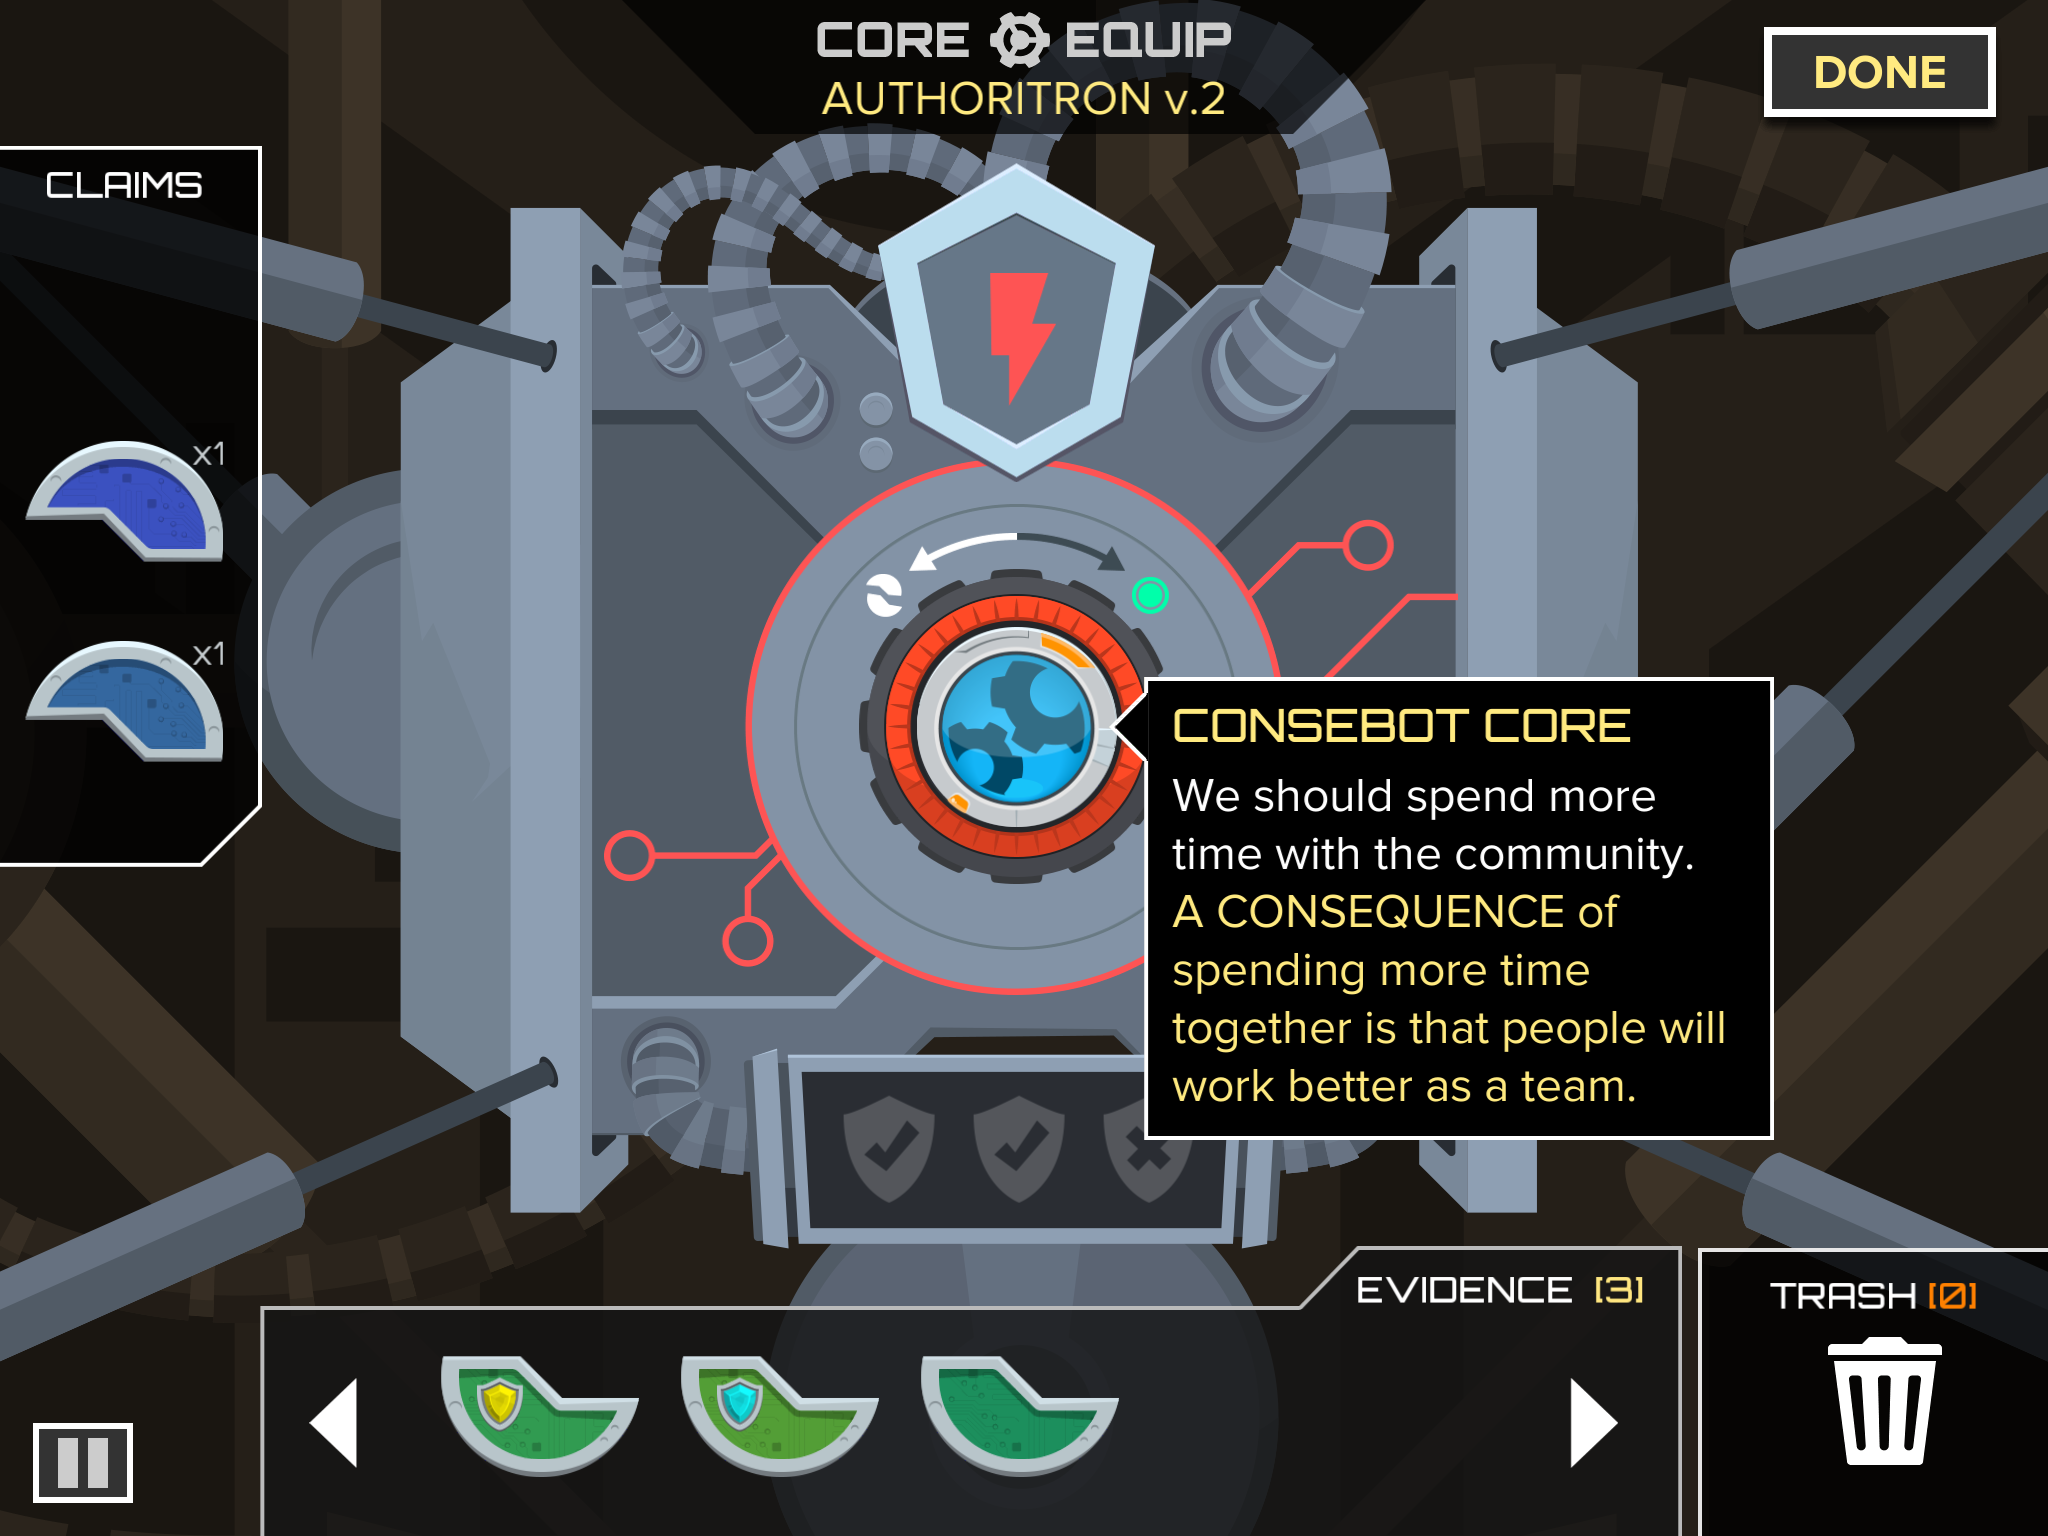 CORE EQUIP
AUTHORITRON v.2
DONE
CLAIMS
x1
x1
CONSEBOT CORE
We should spend more
time with the community.
A CONSEQUENCE of
spending more time
together is that people will
work better as a team.
EVIDENCE [3]
TRASH [0]